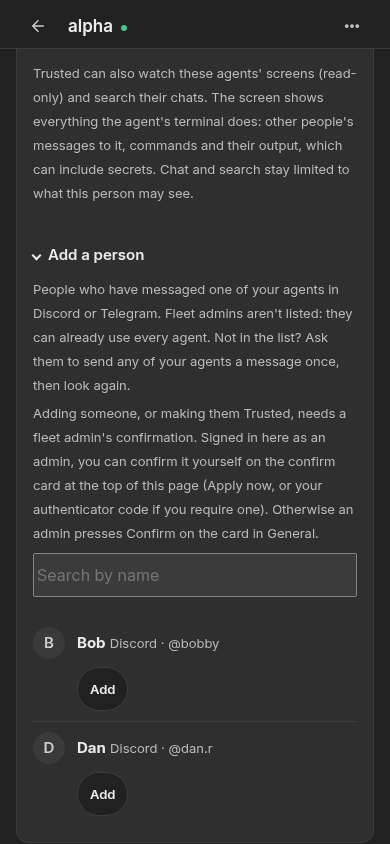 alpha
Trusted can also watch these agents' screens (read-
only) and search their chats. The screen shows
everything the agent's terminal does: other people's
messages to it, commands and their output, which
can include secrets. Chat and search stay limited to
what this person may see.
Add a person
People who have messaged one of your agents in
Discord or Telegram. Fleet admins aren't listed: they
can already use every agent. Not in the list? Ask
them to send any of your agents a message once,
then look again.
Adding someone, or making them Trusted, needs a
fleet admin's confirmation. Signed in here as an
admin, you can confirm it yourself on the confirm
card at the top of this page (Apply now, or your
authenticator code if you require one). Otherwise an
admin presses Confirm on the card in General.
Search by name
B Bob Discord · @bobby
Add
D Dan Discord · @dan.r
Add